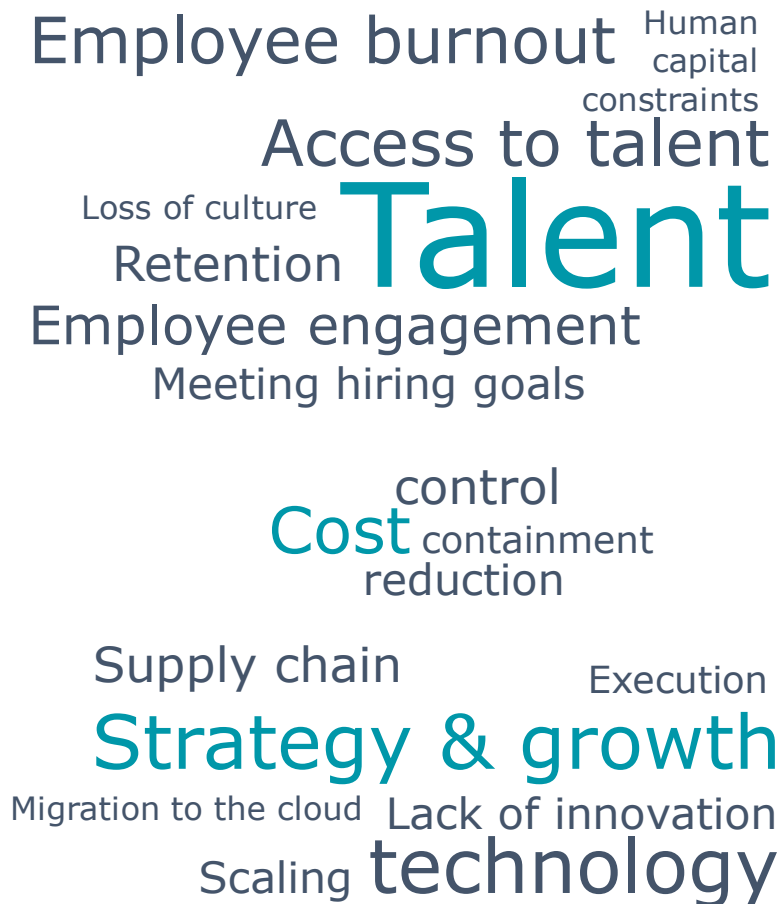 Employee burnout
Human
capital
constraints
Access to talent
Loss of culture
Talent
Retention
Employee engagement
Meeting hiring goals
control
Cost
containment
reduction
Supply chain
Execution
Strategy & growth
Migration to the cloud
Lack of innovation
Scaling
technology